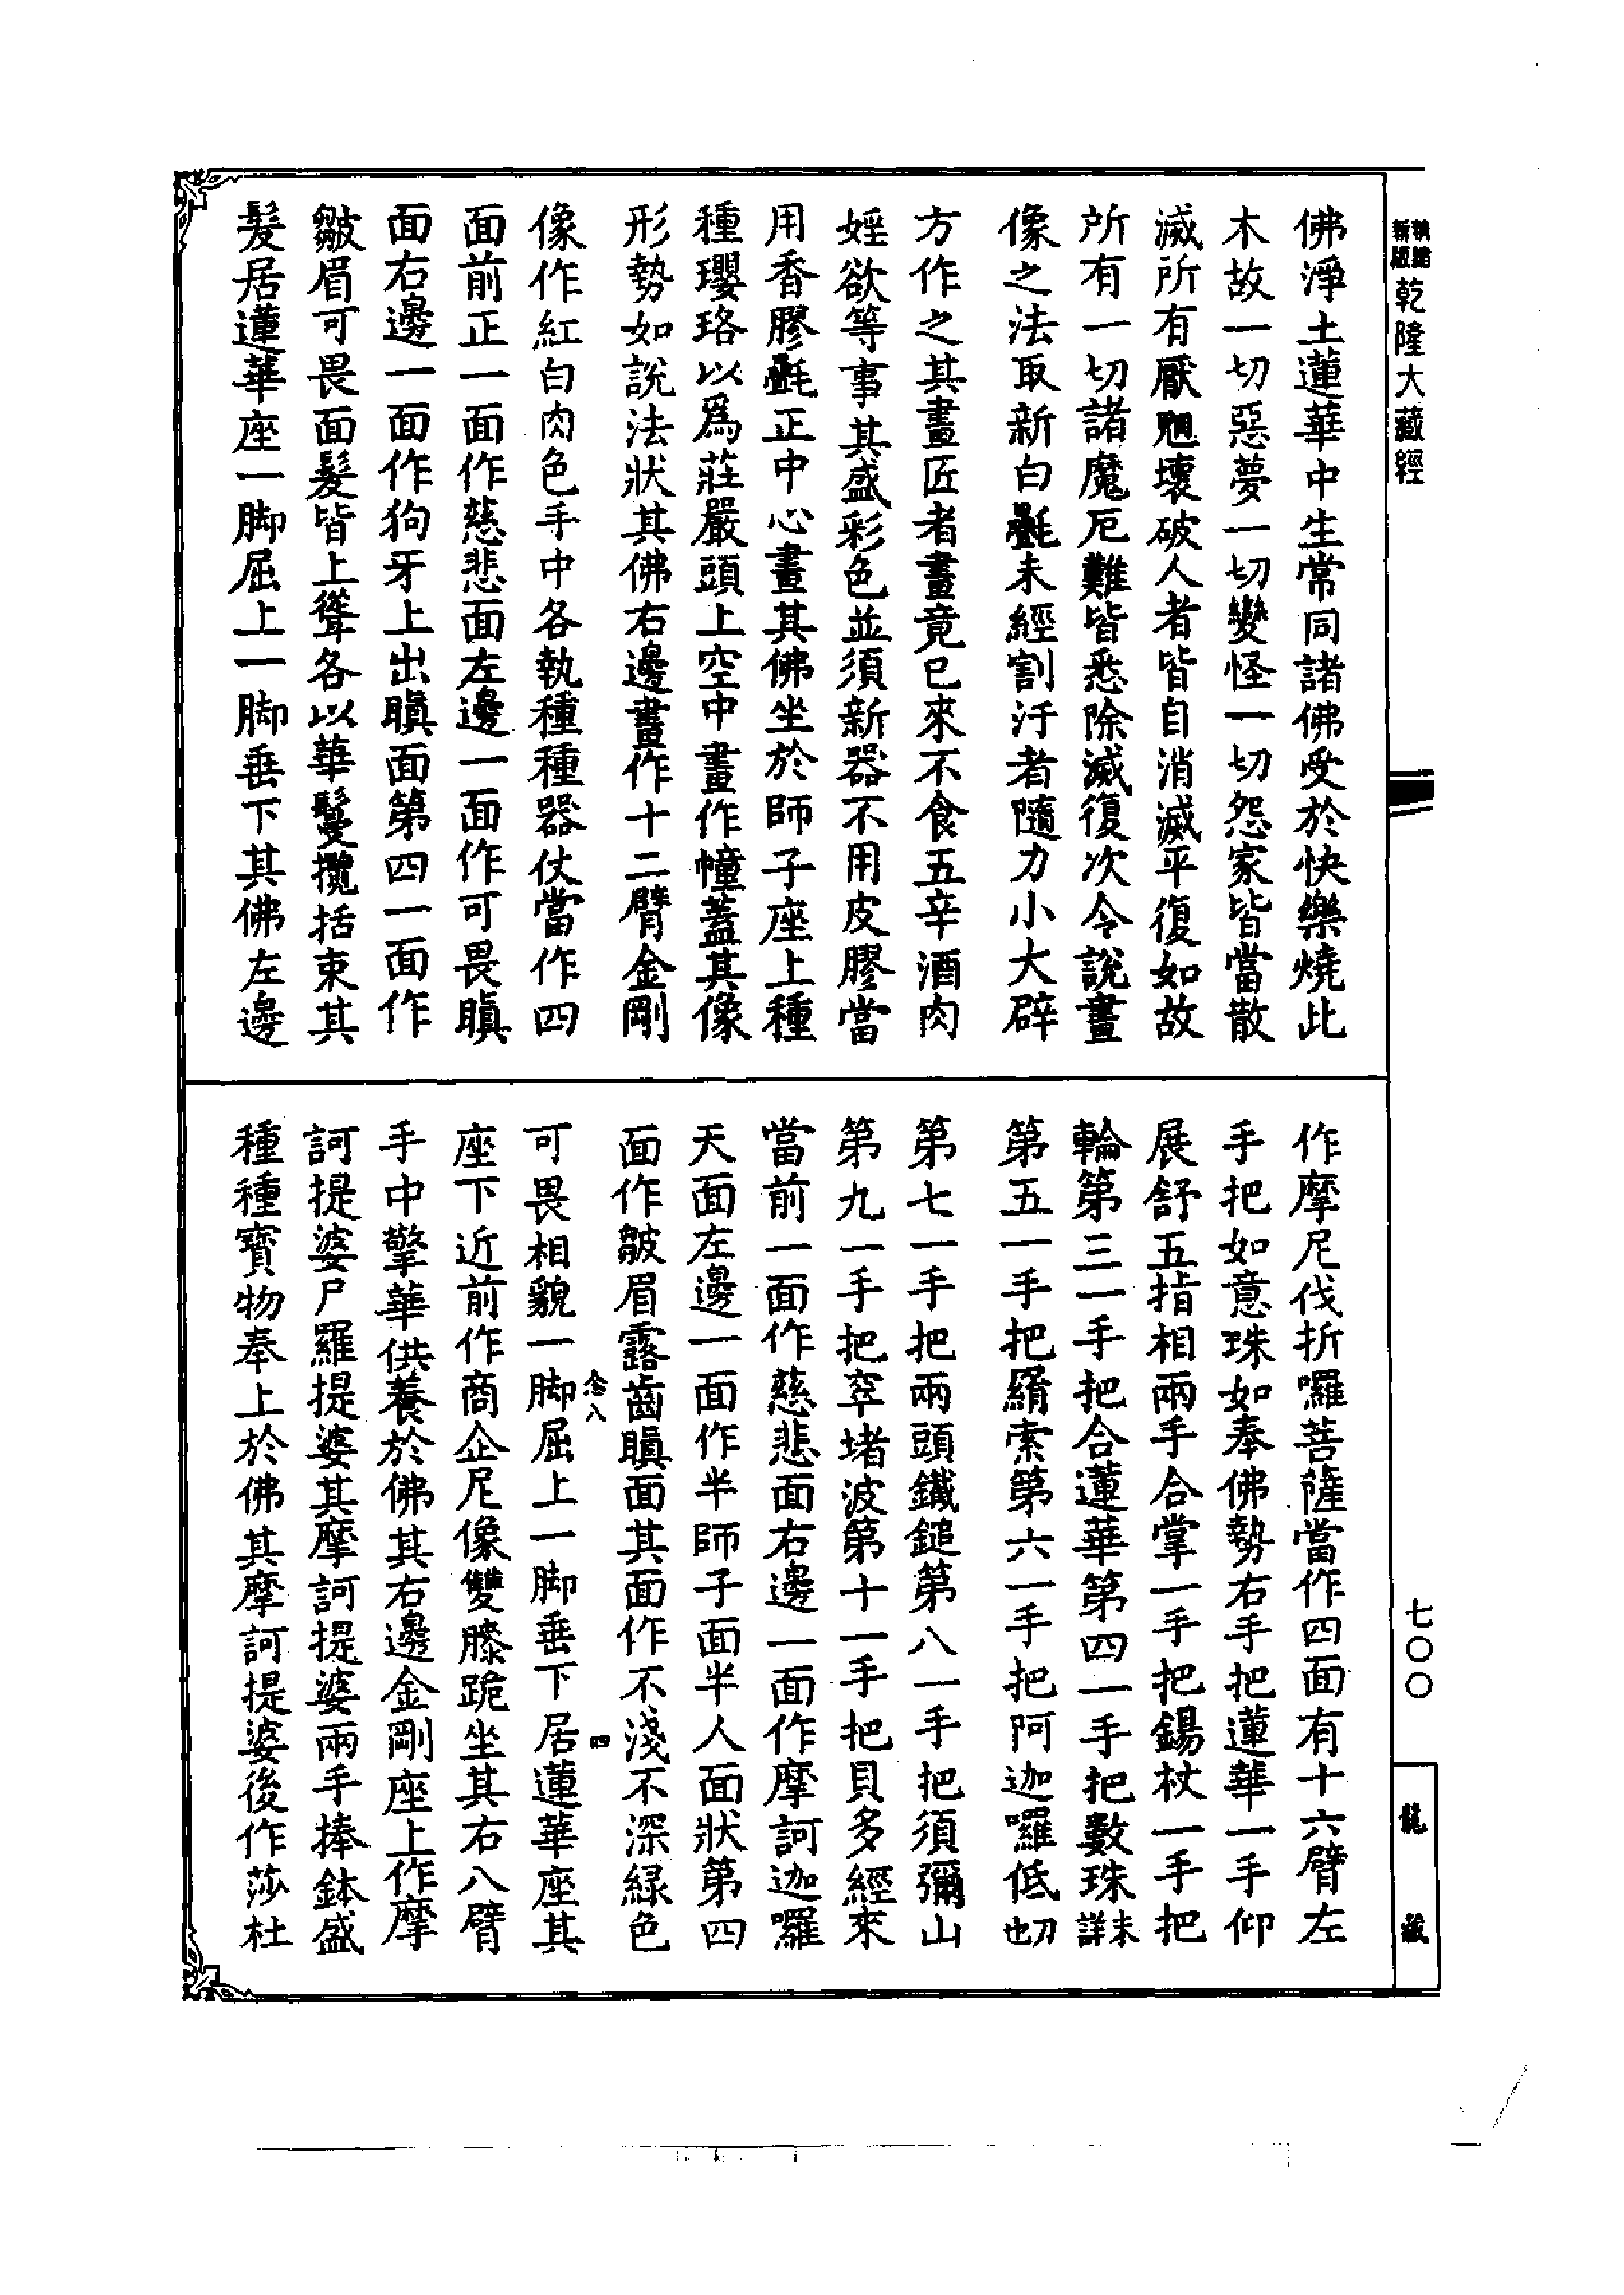 新版
乾隆大藏經
佛淨土蓮華中生常同諸佛受於快樂燒此
木故一切惡夢一切變怪一切怨家皆當散
滅所有厭魅壞破人者皆自消滅平復如故
所有一切諸魔厄難皆悉除滅復次令說畫
像之法取新白㲲未經割汙者隨力小大辟
方作之其畫匠者畫竟已來不食五辛酒肉
婬欲等事其盛彩色並須新器不用皮膠當
用香膠㲲正中心畫其佛坐於師子座上種
種瓔珞以爲莊嚴頭上空中畫作幢蓋其像
形勢如說法狀其佛右邊畫作十二臂金剛
像作紅白肉色手中各執種種器仗當作四
面前正一面作慈悲面左邊一面作可畏瞋
面右邊一面作狗牙上出瞋面第四一面作
皺眉可畏面髮皆上聳各以華鬘攬括束其
髮居蓮華座一脚屈上一脚垂下其佛左邊
作摩尼伐折囉菩薩當作四面有十六臂左
手把如意珠如奉佛勢右手把蓮華一手仰
展舒五指相兩手合掌一手把錫杖一手把
輪第三一手把合蓮華第四一手把數珠未詳
第五一手把羂索第六一手把阿迦囉低也切
第七一手把兩頭鐵鎚第八一手把須彌山
第九一手把窣堵波第十一手把貝多經來
當前一面作慈悲面右邊一面作摩訶迦囉
天面左邊一面作半師子面半人面狀第四
面作皺眉露齒瞋面其面作不淺不深綠色
念八
四
可畏相貌一脚屈上一脚垂下居蓮華座其
座下近前作商企尼像雙膝跪坐其右八臂
手中擎華供養於佛其右邊金剛座上作摩
訶提婆尸羅提婆其摩訶提婆兩手捧鉢盛
種種寶物奉上於佛其摩訶提婆後作莎杜
七〇〇
龍藏